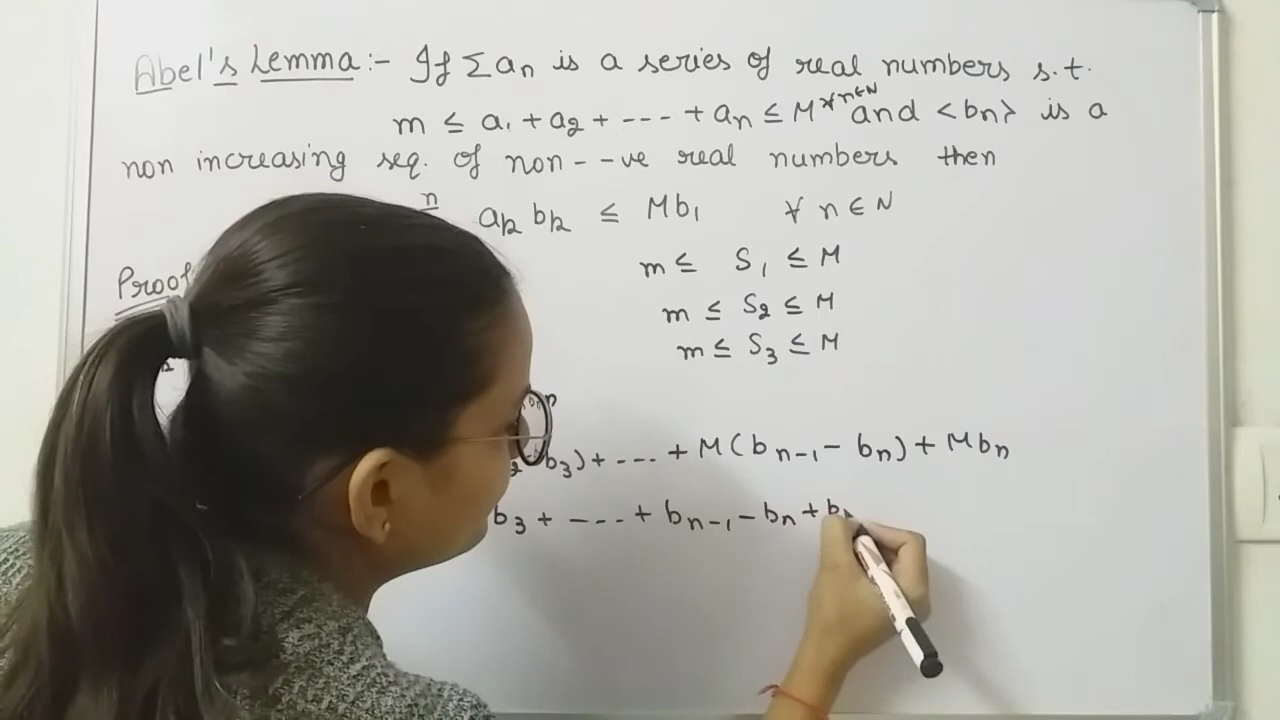 Abel's Lemma :- If Σan is a series of real numbers s.t.
m ≤ a1 + a2 + --- + an ≤ M ∀ n∈N and <bn> is a
non increasing seq. of non - -ve real numbers then
n
ak bk ≤ Mb1 ∀ n ∈ N
Proof
m ≤ S1 ≤ M
m ≤ S2 ≤ M
m ≤ S3 ≤ M
b3) + --- + M(bn-1 - bn) + Mbn
b3 + --- + bn-1 - bn + b